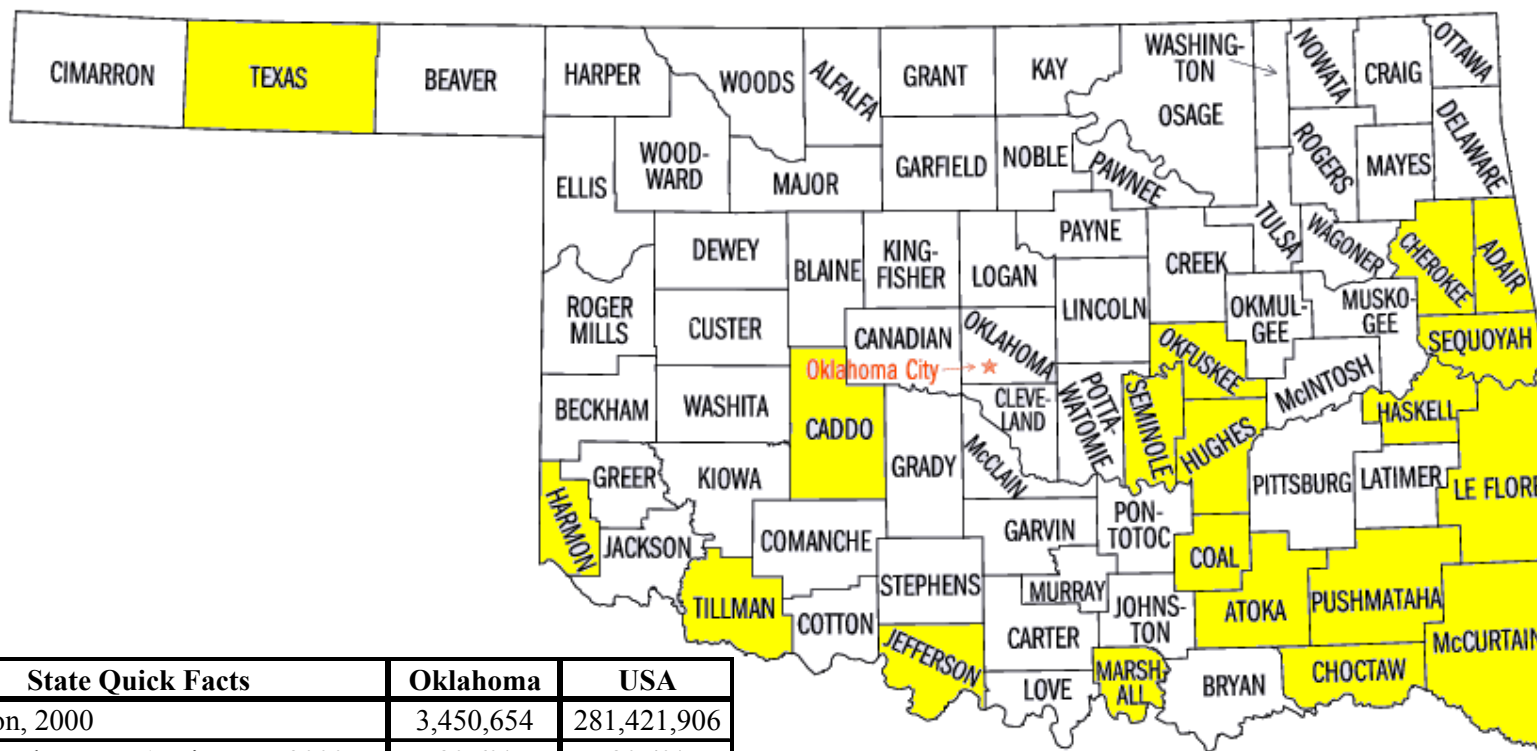 CIMARRON
TEXAS
BEAVER
HARPER
WOODS
ALFALFA
GRANT
KAY
WASHING-
TON
OSAGE
NOWATA
CRAIG
OTTAWA
ELLIS
WOOD-
WARD
MAJOR
GARFIELD
NOBLE
PAWNEE
ROGERS
MAYES
DELAWARE
DEWEY
BLAINE
KING-
FISHER
LOGAN
PAYNE
CREEK
TULSA
WAGONER
CHEROKEE
ADAIR
ROGER
MILLS
CUSTER
CANADIAN
OKLAHOMA
LINCOLN
OKMUL-
GEE
MUSKO-
GEE
SEQUOYAH
Oklahoma City
OKFUSKEE
McINTOSH
BECKHAM
WASHITA
CADDO
CLEVE-
LAND
POTTA-
WATOMIE
SEMINOLE
HUGHES
HASKELL
GREER
KIOWA
GRADY
McCLAIN
PITTSBURG
LATIMER
LE FLOR
HARMON
JACKSON
COMANCHE
GARVIN
PON-
TOTOC
COAL
TILLMAN
COTTON
STEPHENS
MURRAY
JOHNS-
TON
ATOKA
PUSHMATAHA
CARTER
McCURTAIN
JEFFERSON
LOVE
MARSH-
ALL
BRYAN
CHOCTAW
State Quick Facts Oklahoma USA
on, 2000 3,450,654 281,421,906